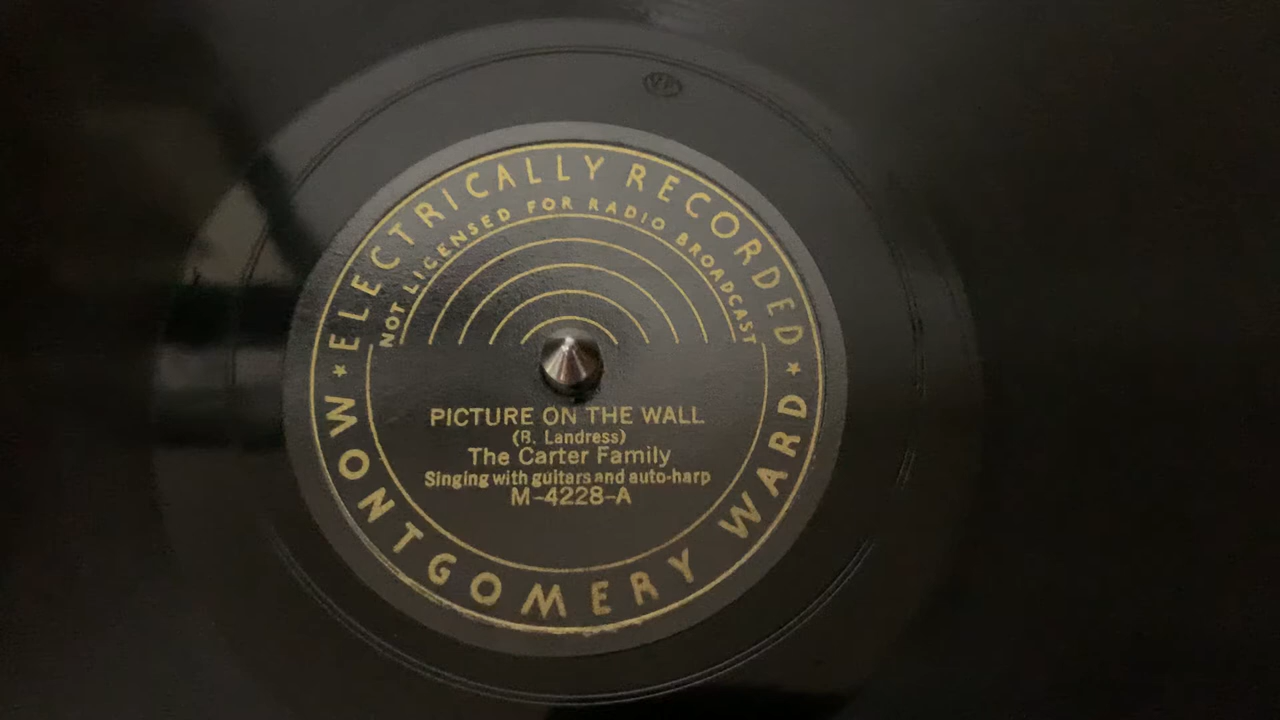 ELECTRICALLY RECORDED
NOT LICENSED FOR RADIO BROADCAST
PICTURE ON THE WALL
(B. Landress)
The Carter Family
Singing with guitars and auto-harp
M-4228-A
★ MONTGOMERY WARD ★
VP